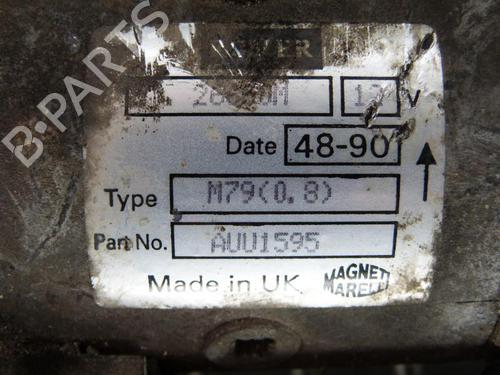 B-PARTS
12 V
Date 48-90
Type M79(0.8)
Part No. AUU1595
Made in UK MAGNETI MARELLI